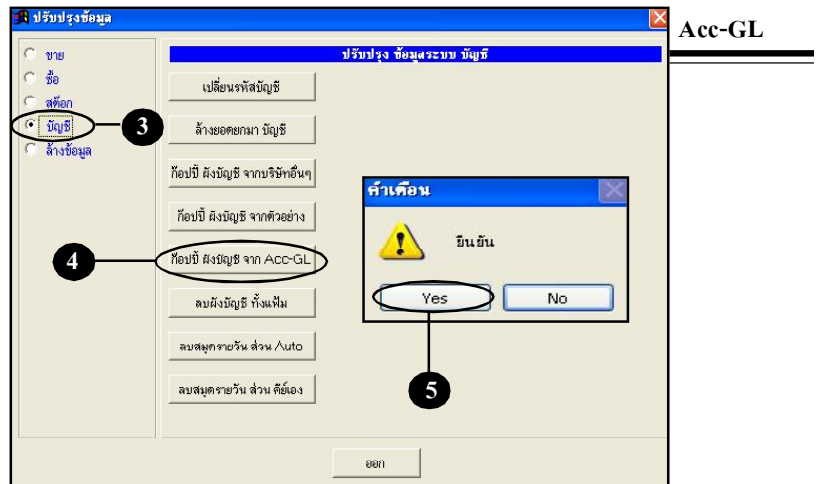 ปรับปรุงข้อมูล
Acc-GL
ขาย
ซื้อ
สต๊อก
บัญชี
ล้างข้อมูล
3
ปรับปรุง ข้อมูลระบบ บัญชี
เปลี่ยนรหัสบัญชี
ล้างยอดยกมา บัญชี
ก๊อปปี้ ผังบัญชี จากบริษัทอื่นๆ
ก๊อปปี้ ผังบัญชี จากตัวอย่าง
4
ก๊อปปี้ ผังบัญชี จาก Acc-GL
ลบผังบัญชี ทั้งแฟ้ม
ลบสมุดรายวัน ส่วน Auto
ลบสมุดรายวัน ส่วน คีย์เอง
คำเตือน
ยืนยัน
Yes
No
5
ออก